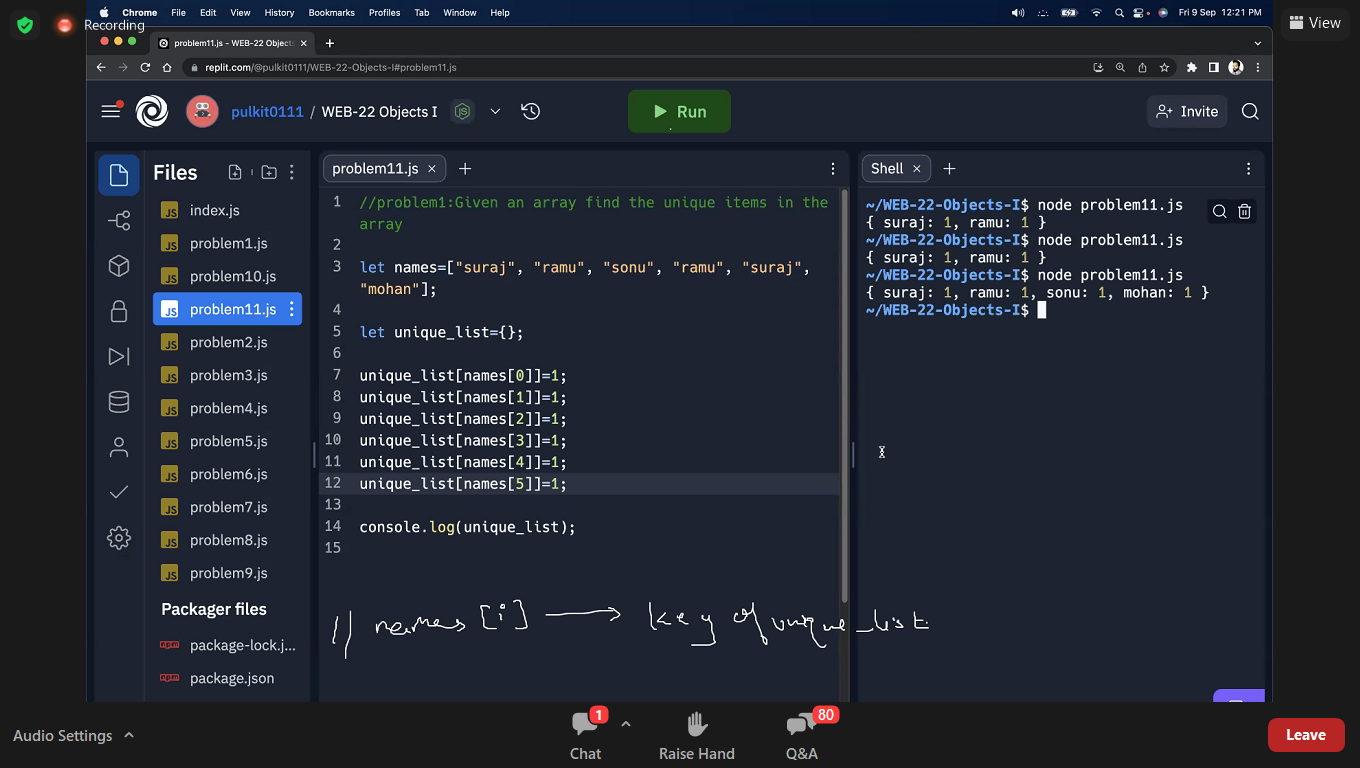 Recording
Chrome File Edit View History Bookmarks Profiles Tab Window Help
Fri 9 Sep 12:21 PM
View
problem11.js - WEB-22 Objects
replit.com/@pulkit0111/WEB-22-Objects-I#problem11.js
pulkit0111 / WEB-22 Objects I
Run
Invite
Files
index.js
problem1.js
problem10.js
problem11.js
problem2.js
problem3.js
problem4.js
problem5.js
problem6.js
problem7.js
problem8.js
problem9.js
Packager files
package-lock.j...
package.json
problem11.js
1 //problem1:Given an array find the unique items in the
array
2
3 let names=["suraj", "ramu", "sonu", "ramu", "suraj",
"mohan"];
4
5 let unique_list={};
6
7 unique_list[names[0]]=1;
8 unique_list[names[1]]=1;
9 unique_list[names[2]]=1;
10 unique_list[names[3]]=1;
11 unique_list[names[4]]=1;
12 unique_list[names[5]]=1;
13
14 console.log(unique_list);
15
// names [i] ⟶ key of unique_list
Shell
~/WEB-22-Objects-I$ node problem11.js
{ suraj: 1, ramu: 1 }
~/WEB-22-Objects-I$ node problem11.js
{ suraj: 1, ramu: 1 }
~/WEB-22-Objects-I$ node problem11.js
{ suraj: 1, ramu: 1, sonu: 1, mohan: 1 }
~/WEB-22-Objects-I$
Audio Settings
1
Chat
Raise Hand
80
Q&A
Leave